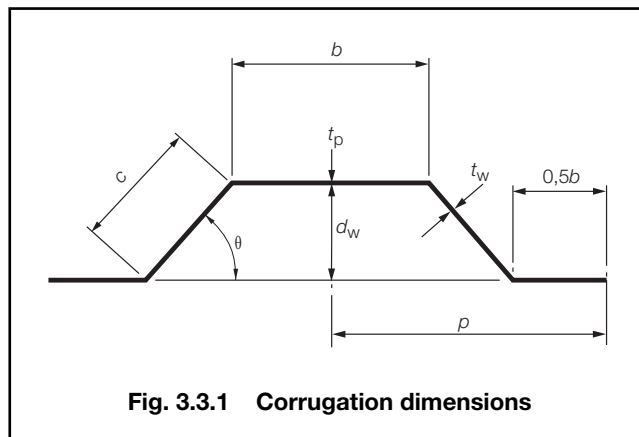 b
t_p
t_w
0,5b
c
d_w
θ
p
Fig. 3.3.1 Corrugation dimensions